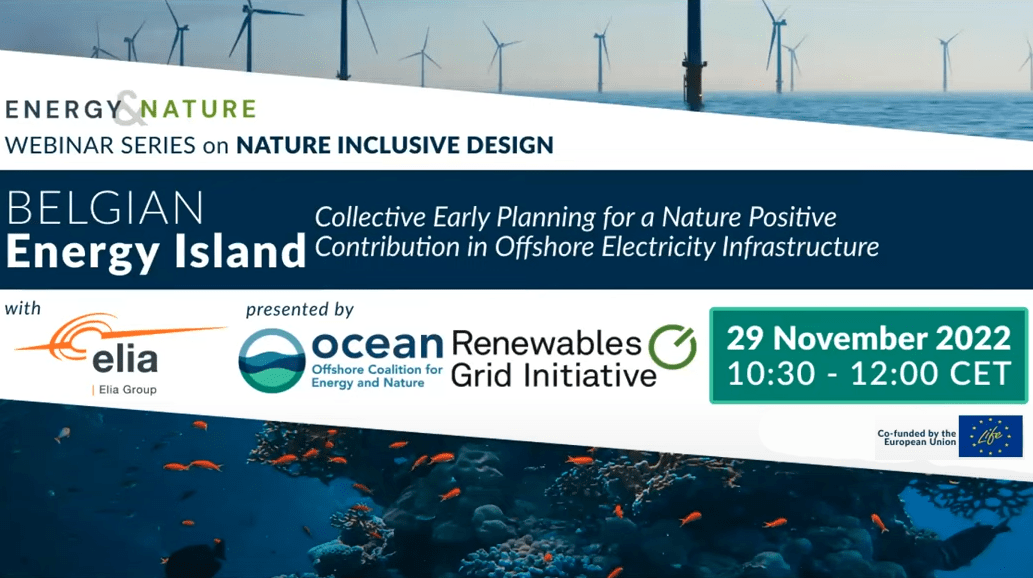 ENERGY & NATURE
WEBINAR SERIES on NATURE INCLUSIVE DESIGN
BELGIAN
Energy Island
Collective Early Planning for a Nature Positive
Contribution in Offshore Electricity Infrastructure
with
elia
| Elia Group
presented by
ocean
Offshore Coalition for
Energy and Nature
Renewables
Grid Initiative
29 November 2022
10:30 - 12:00 CET
Co-funded by the
European Union
Life